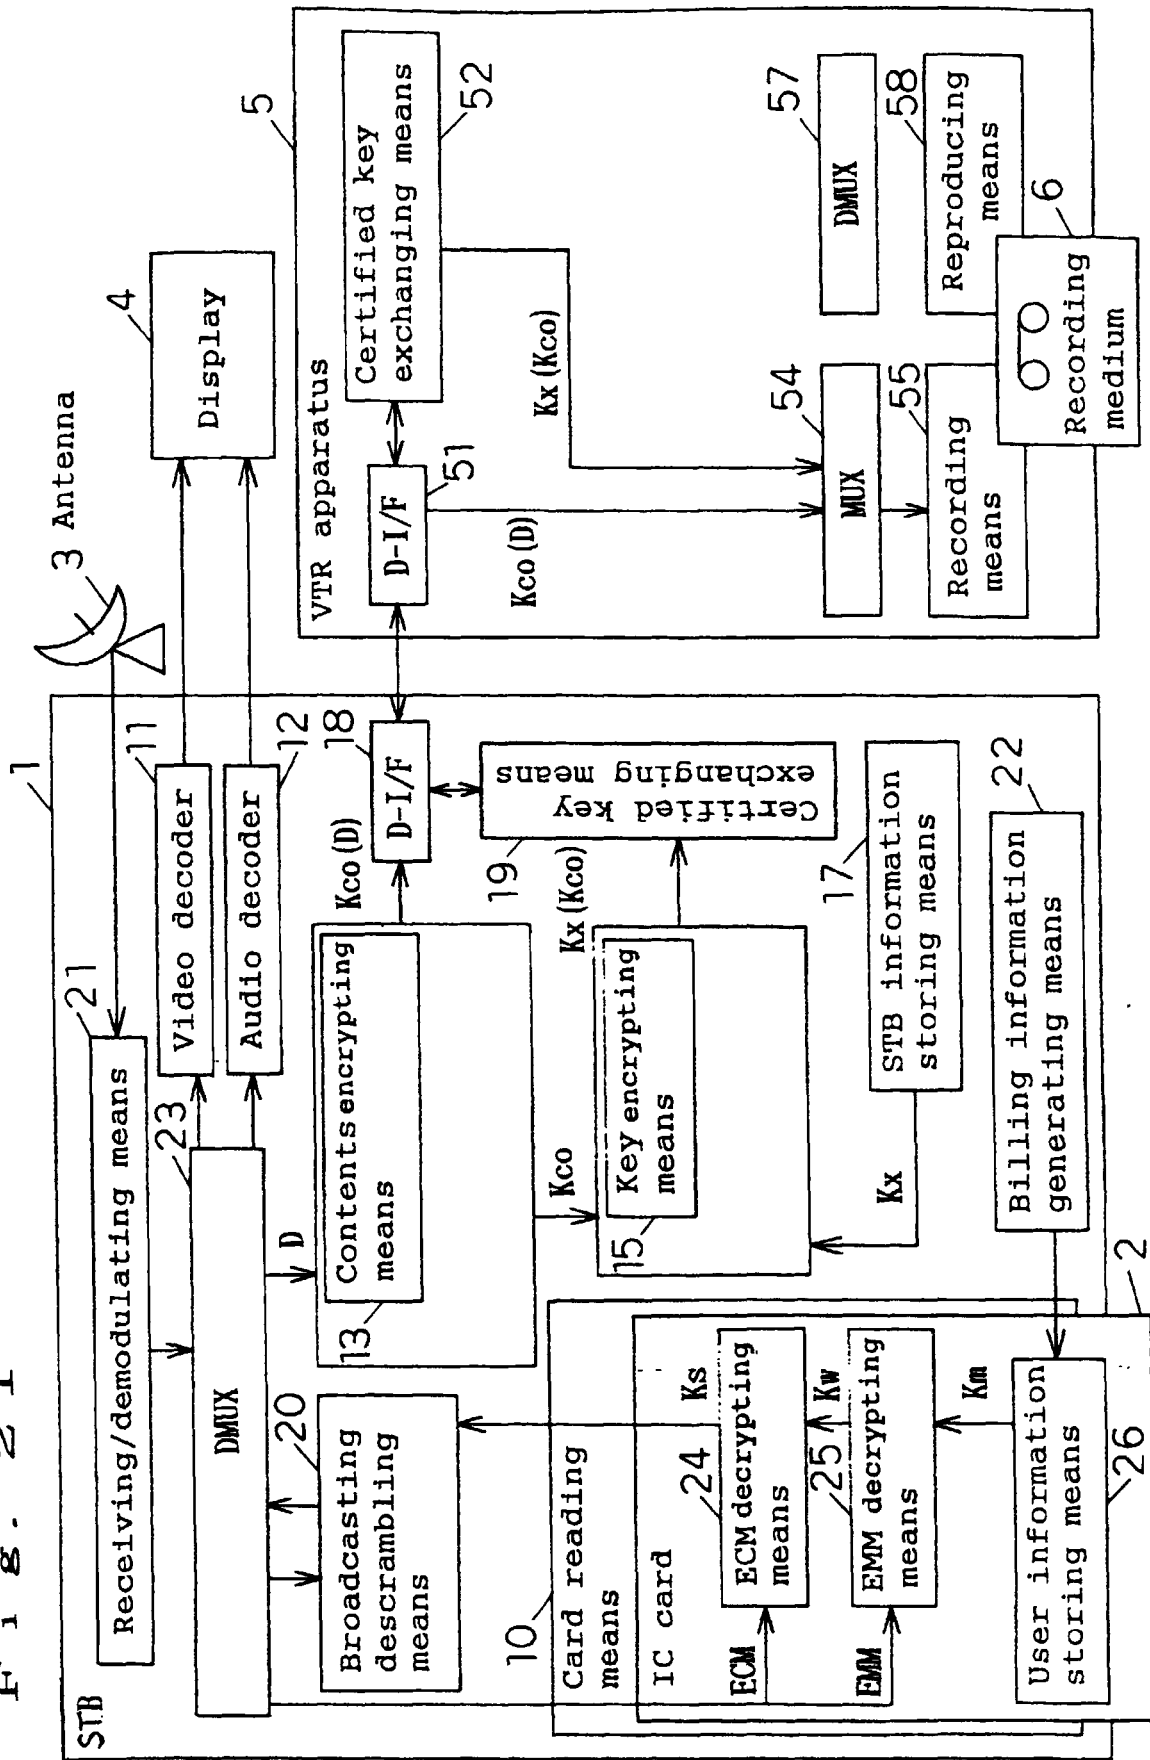 Fig. 21
STB
1
Receiving/demodulating means
21
3 Antenna
DMUX
23
Video decoder
11
Audio decoder
12
Display
4
Broadcasting
descrambling
means
20
D
Contents encrypting
means
13
Kco(D)
D-I/F
18
Certified key
exchanging means
19
Kco
Key encrypting
means
15
Kx(Kco)
Kx
STB information
storing means
17
Billing information
generating means
22
Card reading
means
10
IC card
2
ECM
ECM decrypting
means
24
Ks
Kw
EMM
EMM decrypting
means
25
Km
User information
storing means
26
VTR apparatus
5
D-I/F
51
Certified key
exchanging means
52
Kco(D)
Kx(Kco)
MUX
54
Recording
means
55
DMUX
57
Reproducing
means
58
Recording
medium
6